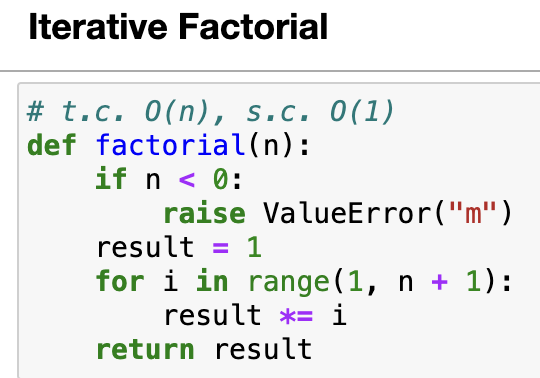 Iterative Factorial
# t.c. O(n), s.c. O(1)
def factorial(n):
    if n < 0:
        raise ValueError("m")
    result = 1
    for i in range(1, n + 1):
        result *= i
    return result